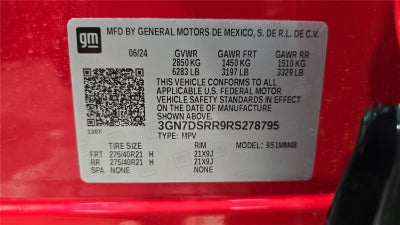 gm
MFD BY GENERAL MOTORS DE MEXICO, S. DE R.L. DE C.V.
06/24 GVWR GAWR FRT GAWR RR
2850 KG 1450 KG 1510 KG
6283 LB 3197 LB 3329 LB
THIS VEHICLE CONFORMS TO ALL
APPLICABLE U.S. FEDERAL MOTOR
VEHICLE SAFETY STANDARDS IN EFFECT ON
THE DATE OF MANUFACTURE SHOWN ABOVE.
130X 3GN7DSRR9RS278795
TYPE: MPV
TIRE SIZE RIM MODEL: 951MM48
FRT 275/40R21 H 21X9J
RR 275/40R21 H 21X9J
SPA NONE NONE